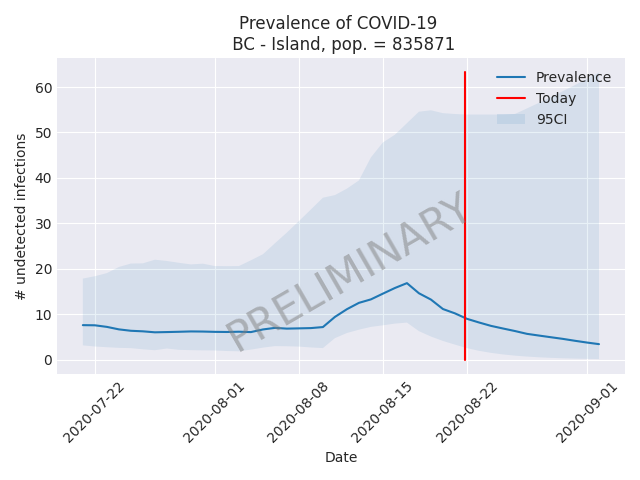 Prevalence of COVID-19
BC - Island, pop. = 835871
# undetected infections
60
50
40
30
20
10
0
Prevalence
Today
95CI
PRELIMINARY
2020-07-22
2020-08-01
2020-08-08
2020-08-15
2020-08-22
2020-09-01
Date